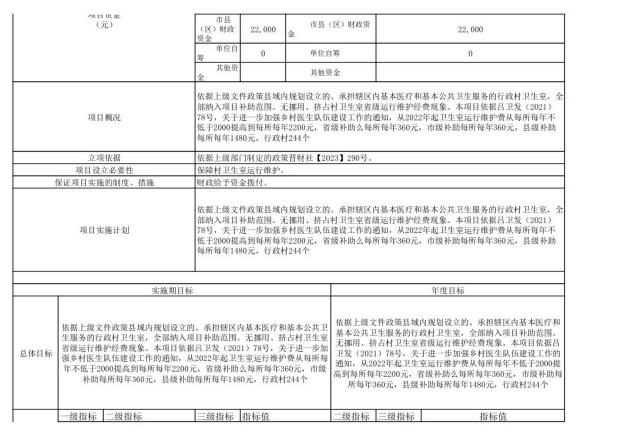 项目资金
（元）
市县
（区）财政
资金
22,000
市县（区）财政资
金
22,000
单位自
筹
0
单位自筹
0
其他资
金
其他资金
项目概况
依据上级文件政策县域内规划设立的、承担辖区内基本医疗和基本公共卫生服务的行政村卫生室，全
部纳入项目补助范围。无挪用、挤占村卫生室省级运行维护经费现象。本项目依据吕卫发（2021）
78号，关于进一步加强乡村医生队伍建设工作的通知，从2022年起卫生室运行维护费从每所每年不
低于2000提高到每所每年2200元，省级补助么每所每年360元，市级补助每所每年360元，县级补助
每所每年1480元，行政村244个
立项依据
依据上级部门制定的政策晋财社【2023】290号。
项目设立必要性
保障村卫生室运行维护。
保证项目实施的制度、措施
财政给予资金拨付。
项目实施计划
依据上级文件政策县域内规划设立的、承担辖区内基本医疗和基本公共卫生服务的行政村卫生室，全
部纳入项目补助范围。无挪用、挤占村卫生室省级运行维护经费现象。本项目依据吕卫发（2021）
78号，关于进一步加强乡村医生队伍建设工作的通知，从2022年起卫生室运行维护费从每所每年不
低于2000提高到每所每年2200元，省级补助么每所每年360元，市级补助每所每年360元，县级补助
每所每年1480元，行政村244个
实施期目标
年度目标
总体目标
依据上级文件政策县域内规划设立的、承担辖区内基本医疗和基本公共卫
生服务的行政村卫生室，全部纳入项目补助范围。无挪用、挤占村卫生室
省级运行维护经费现象。本项目依据吕卫发（2021）78号，关于进一步加
强乡村医生队伍建设工作的通知，从2022年起卫生室运行维护费从每所每
年不低于2000提高到每所每年2200元，省级补助么每所每年360元，市级
补助每所每年360元，县级补助每所每年1480元，行政村244个
依据上级文件政策县域内规划设立的、承担辖区内基本医疗和
基本公共卫生服务的行政村卫生室，全部纳入项目补助范围。
无挪用、挤占村卫生室省级运行维护经费现象。本项目依据吕卫
发（2021）78号，关于进一步加强乡村医生队伍建设工作的通
知，从2022年起卫生室运行维护费从每所每年不低于2000提高
到每所每年2200元，省级补助么每所每年360元，市级补助每
所每年360元，县级补助每所每年1480元，行政村244个
一级指标 二级指标 三级指标 指标值 二级指标 三级指标 指标值